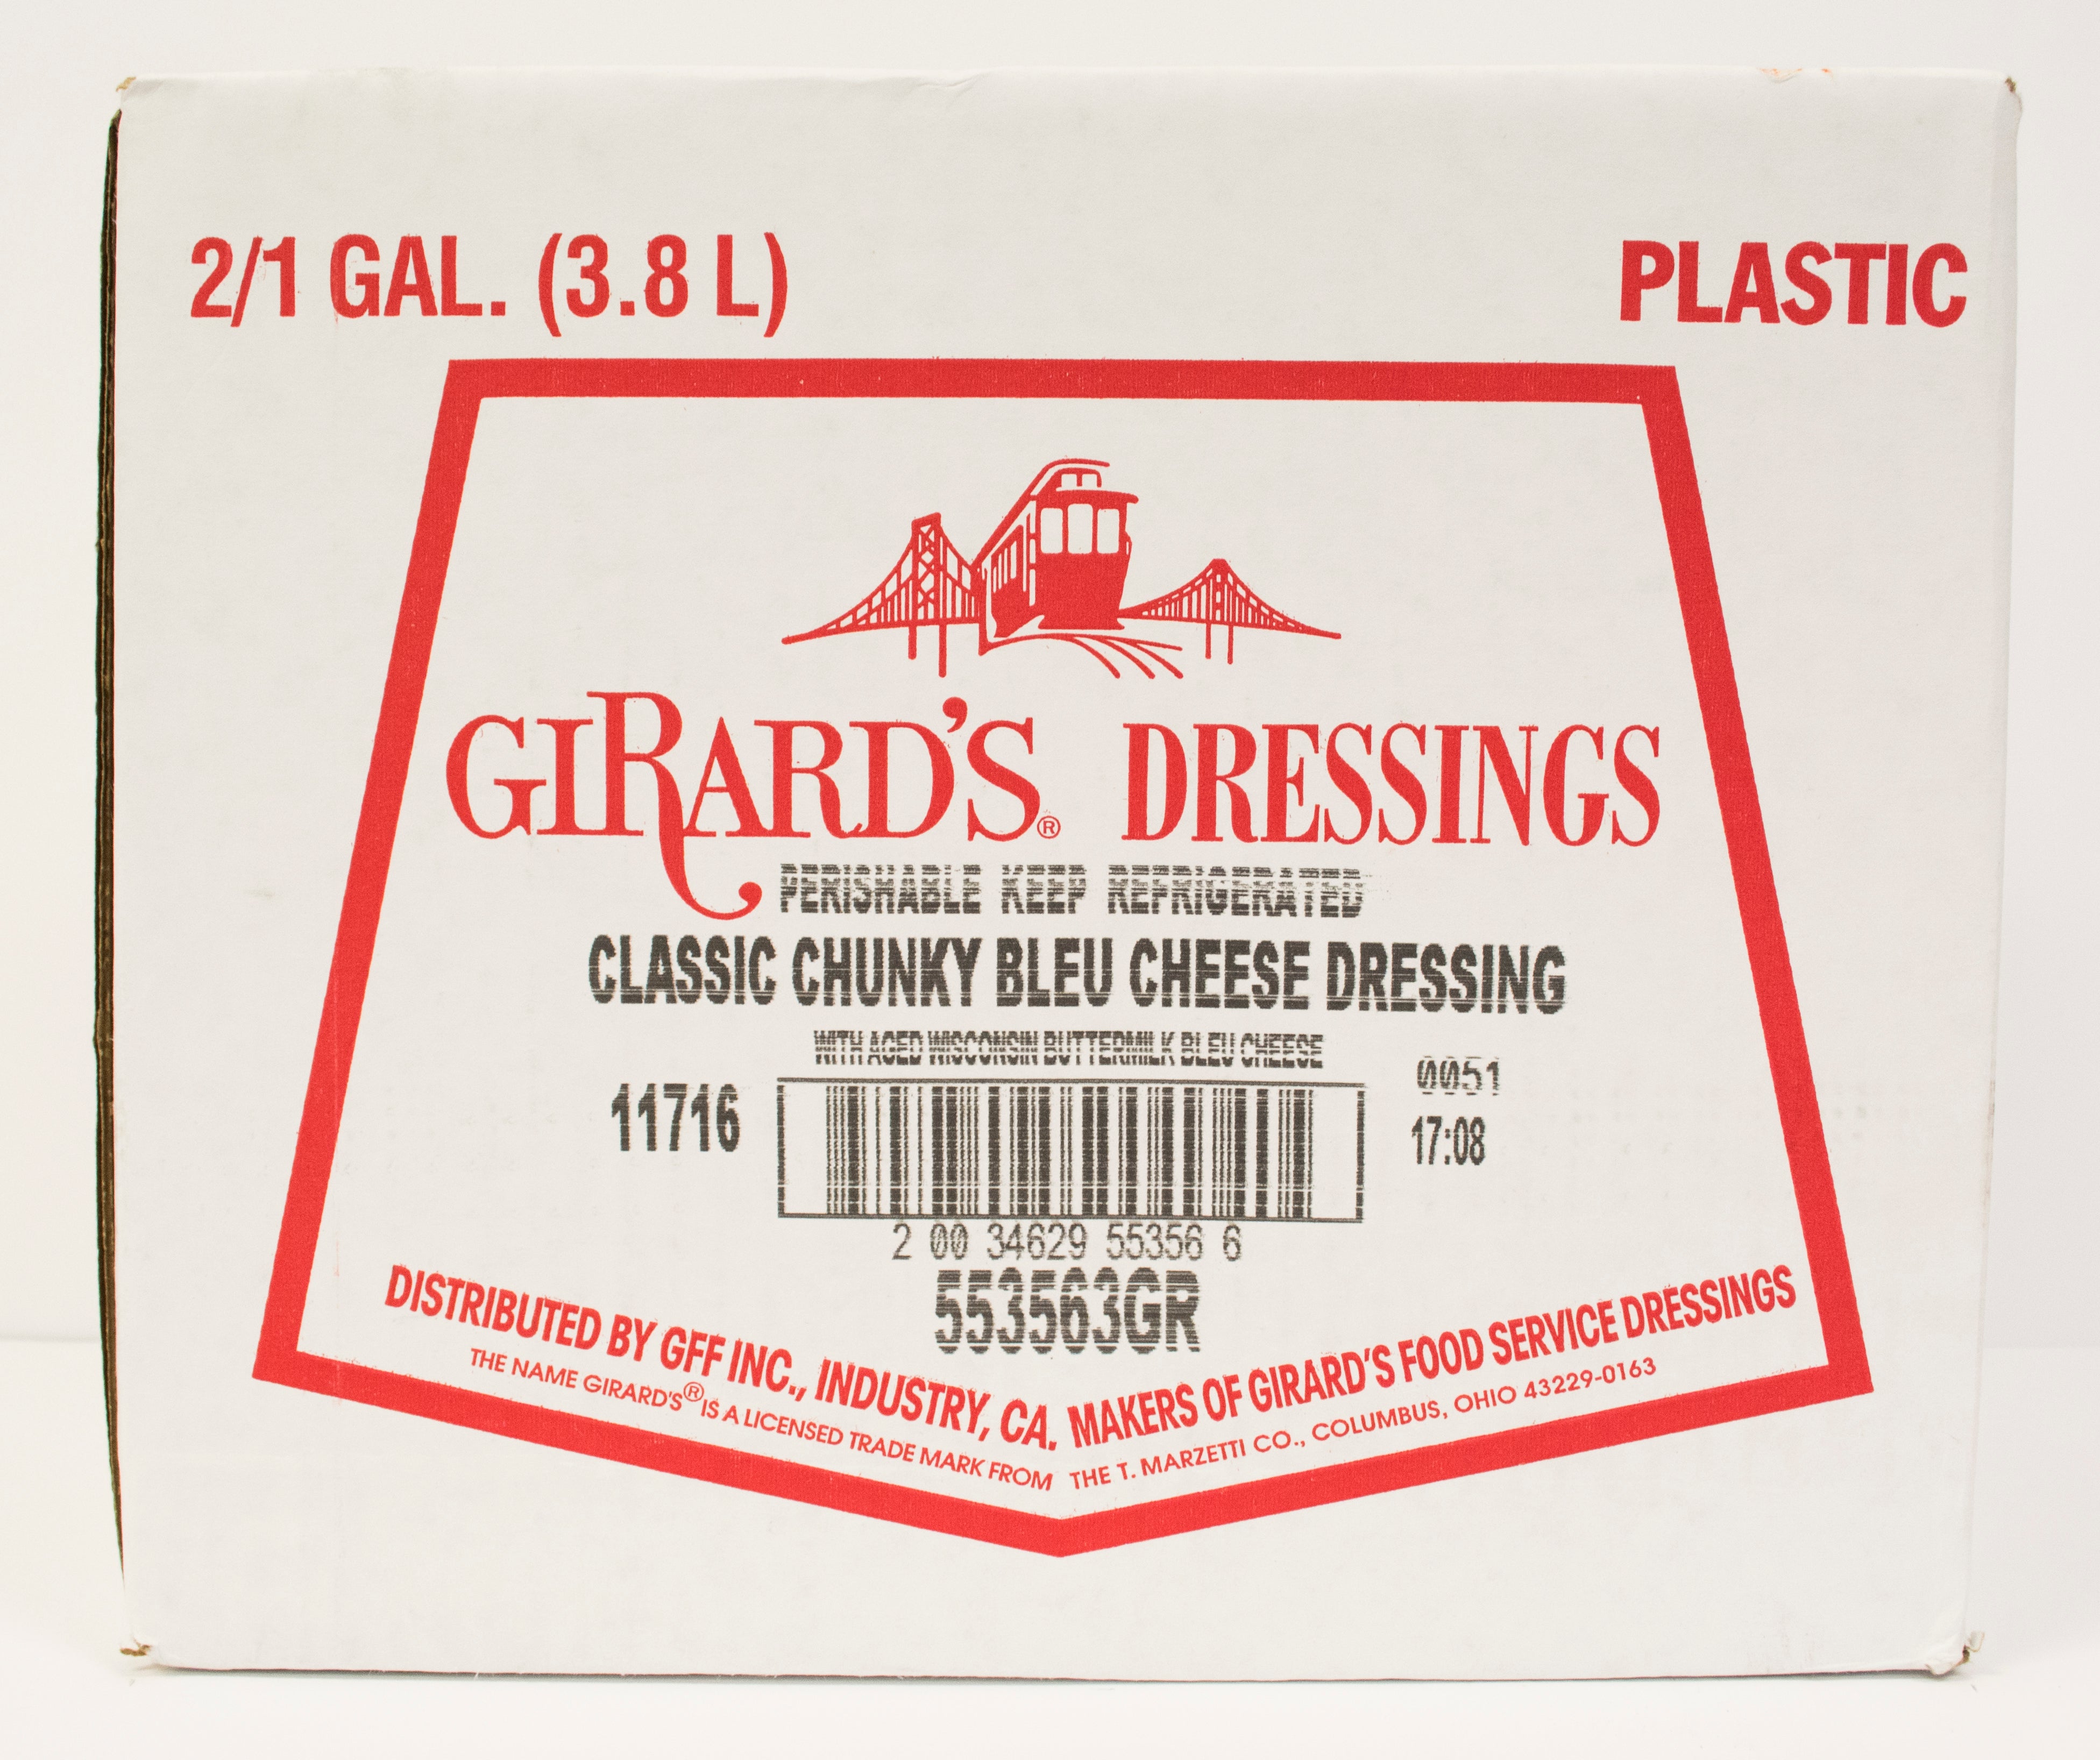 2/1 GAL. (3.8 L)
PLASTIC
GIRARD'S® DRESSINGS
PERISHABLE KEEP REFRIGERATED
CLASSIC CHUNKY BLEU CHEESE DRESSING
WITH AGED WISCONSIN BUTTERMILK BLEU CHEESE
11716
0051
17:08
2 00 34629 55356 6
553563GR
DISTRIBUTED BY GFF INC., INDUSTRY, CA. MAKERS OF GIRARD'S FOOD SERVICE DRESSINGS
THE NAME GIRARD'S® IS A LICENSED TRADE MARK FROM THE T. MARZETTI CO., COLUMBUS, OHIO 43229-0163